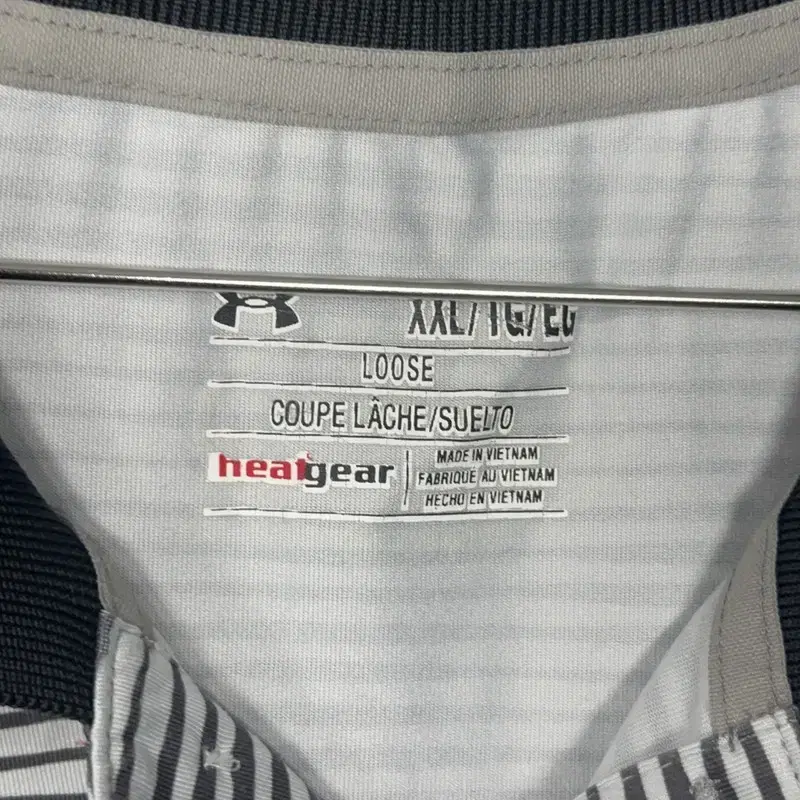 XXL/TG/EG
LOOSE
COUPE LÂCHE/SUELTO
heatgear
MADE IN VIETNAM
FABRIQUÉ AU VIETNAM
HECHO EN VIETNAM